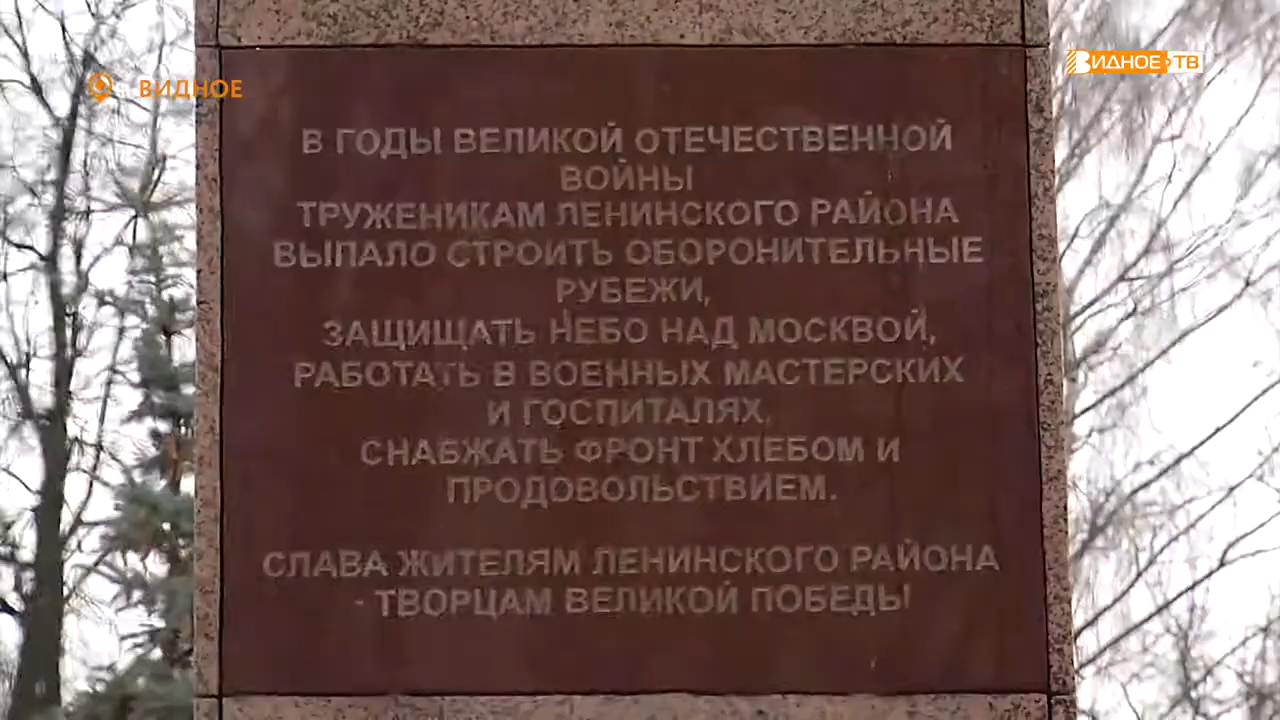 ВИДНОЕ
ВИДНОЕ ТВ
В ГОДЫ ВЕЛИКОЙ ОТЕЧЕСТВЕННОЙ
ВОЙНЫ
ТРУЖЕНИКАМ ЛЕНИНСКОГО РАЙОНА
ВЫПАЛО СТРОИТЬ ОБОРОНИТЕЛЬНЫЕ
РУБЕЖИ,
ЗАЩИЩАТЬ НЕБО НАД МОСКВОЙ,
РАБОТАТЬ В ВОЕННЫХ МАСТЕРСКИХ
И ГОСПИТАЛЯХ,
СНАБЖАТЬ ФРОНТ ХЛЕБОМ И
ПРОДОВОЛЬСТВИЕМ.
СЛАВА ЖИТЕЛЯМ ЛЕНИНСКОГО РАЙОНА
- ТВОРЦАМ ВЕЛИКОЙ ПОБЕДЫ